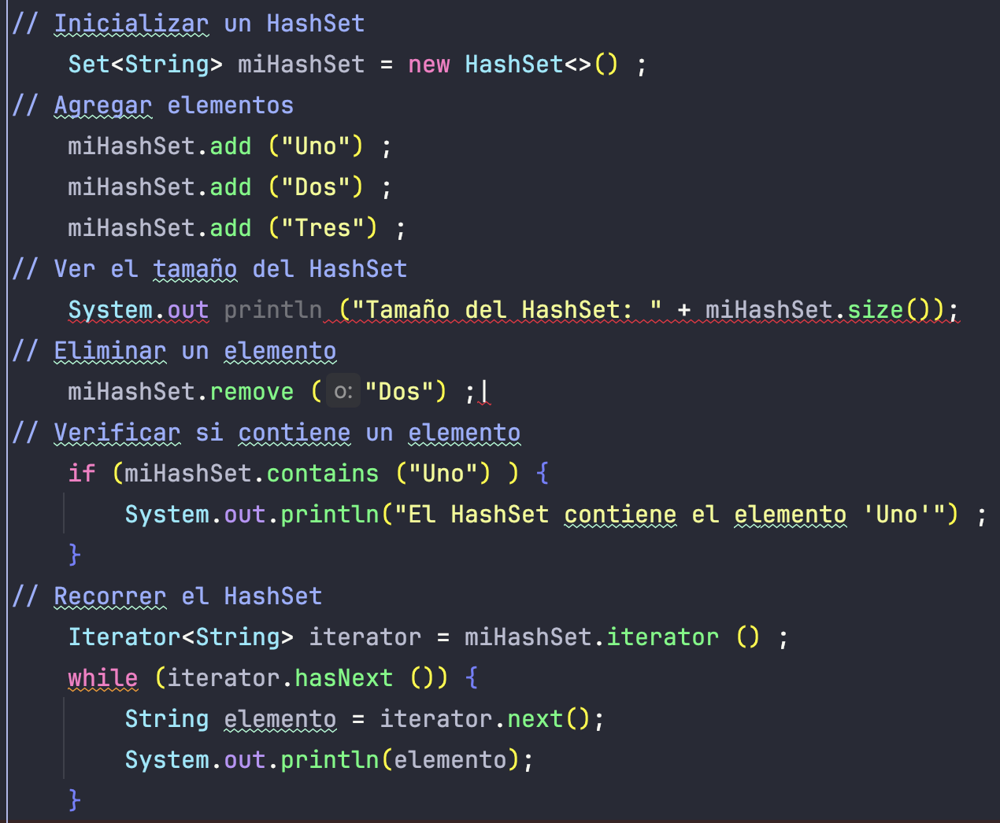 // Inicializar un HashSet
Set<String> miHashSet = new HashSet<>() ;
// Agregar elementos
miHashSet.add ("Uno") ;
miHashSet.add ("Dos") ;
miHashSet.add ("Tres") ;
// Ver el tamaño del HashSet
System.out println ("Tamaño del HashSet: " + miHashSet.size());
// Eliminar un elemento
miHashSet.remove ( o: "Dos") ;
// Verificar si contiene un elemento
if (miHashSet.contains ("Uno") ) {
System.out.println("El HashSet contiene el elemento 'Uno'") ;
}
// Recorrer el HashSet
Iterator<String> iterator = miHashSet.iterator () ;
while (iterator.hasNext ()) {
String elemento = iterator.next();
System.out.println(elemento);
}